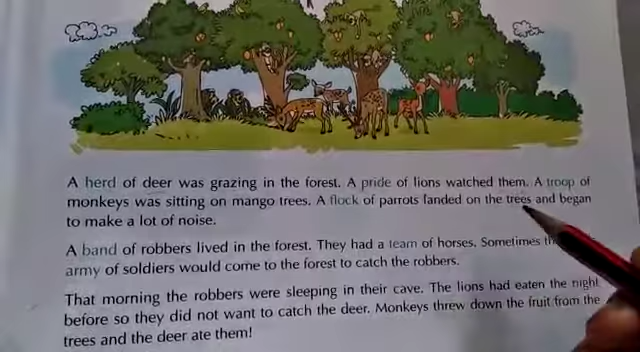 A herd of deer was grazing in the forest. A pride of lions watched them. A troop of
monkeys was sitting on mango trees. A flock of parrots landed on the trees and began
to make a lot of noise.
A band of robbers lived in the forest. They had a team of horses. Sometimes
army of soldiers would come to the forest to catch the robbers.
That morning the robbers were sleeping in their cave. The lions had eaten the night
before so they did not want to catch the deer. Monkeys threw down the fruit from the
trees and the deer ate them!